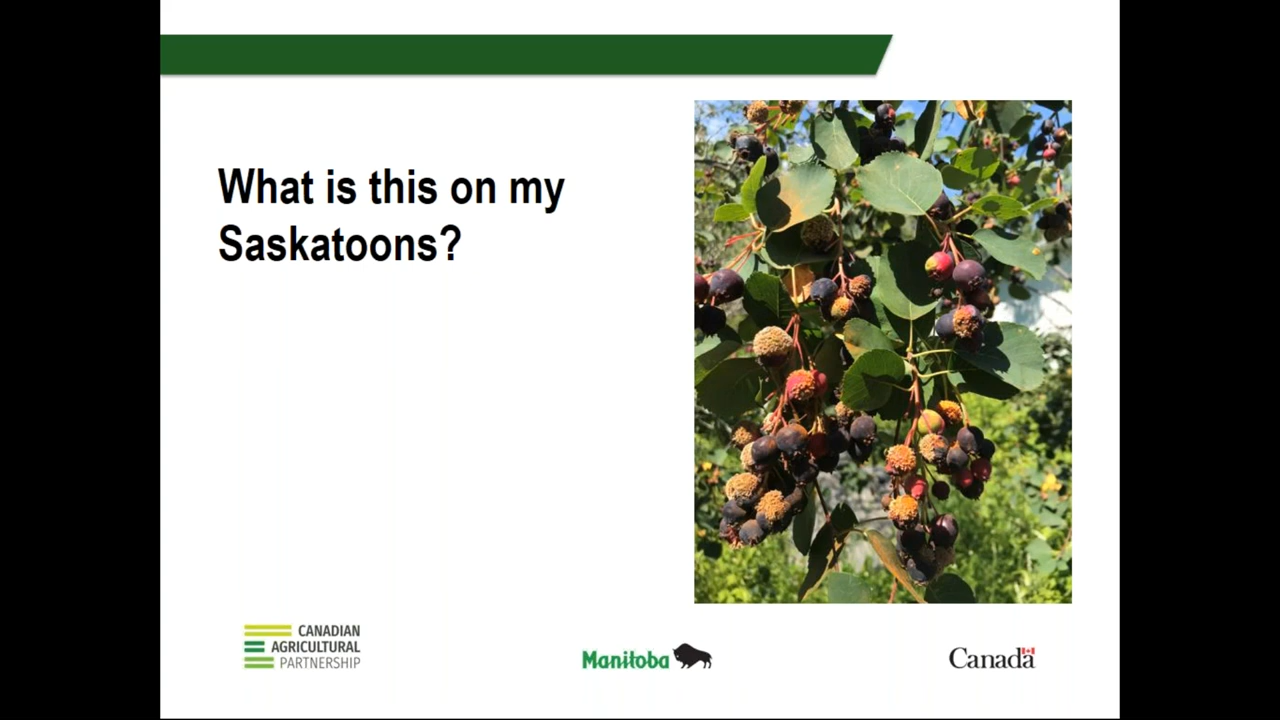 What is this on my
Saskatoons?
CANADIAN
AGRICULTURAL
PARTNERSHIP
Manitoba
Canada